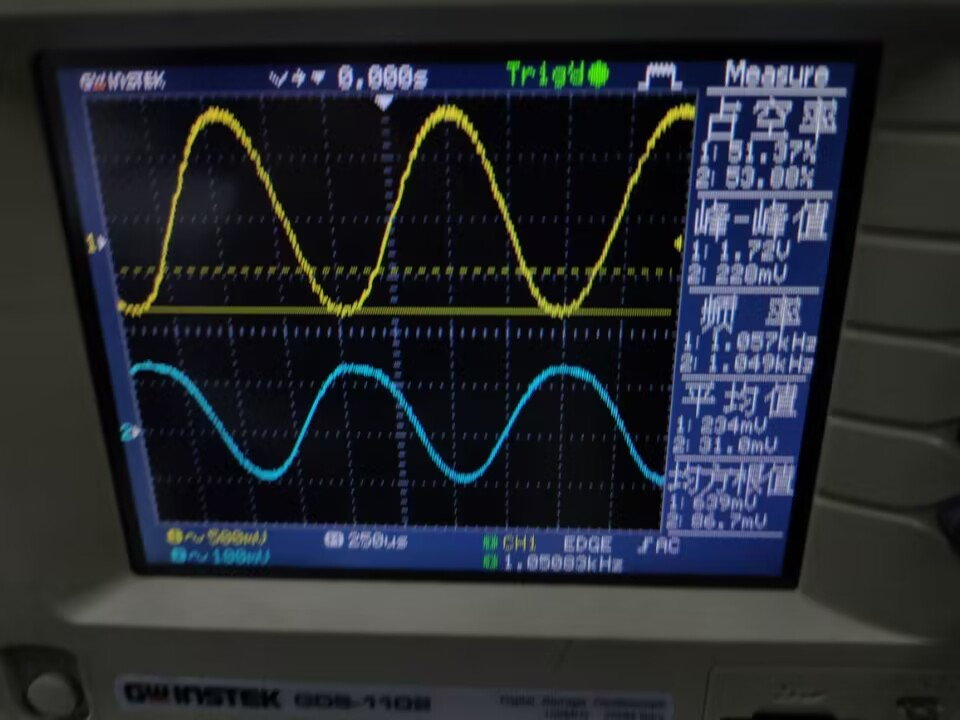 GW INSTEK
0.000s
Trig'd
Measure
占空率
1: 51.37%
2: 53.00%
峰-峰值
1: 1.72V
2: 220mV
频率
1: 1.057kHz
2: 1.049kHz
平均值
1: 234mV
2: 31.0mV
均方根值
1: 639mV
2: 86.7mV
1
2
1 ~ 500mV
2 ~ 100mV
250us
CH1
EDGE
AC
1.05083kHz
GW INSTEK